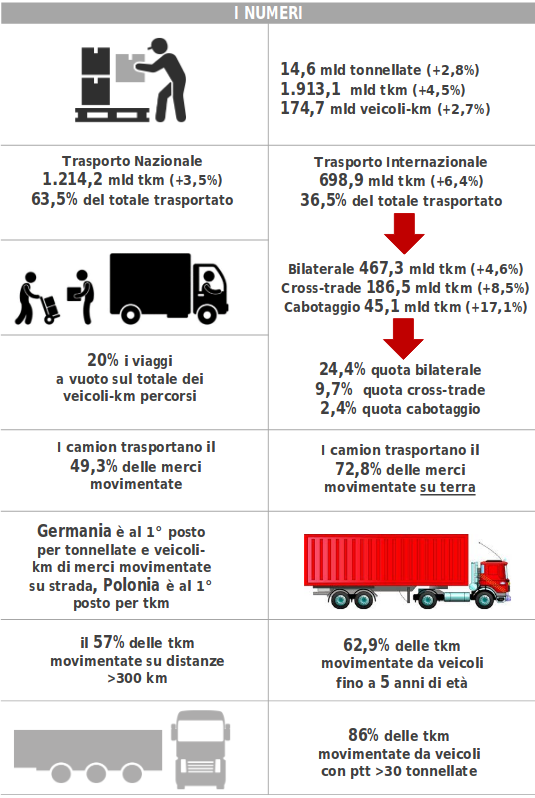 I NUMERI
14,6 mld tonnellate (+2,8%)
1.913,1 mld tkm (+4,5%)
174,7 mld veicoli-km (+2,7%)
Trasporto Nazionale
1.214,2 mld tkm (+3,5%)
63,5% del totale trasportato
Trasporto Internazionale
698,9 mld tkm (+6,4%)
36,5% del totale trasportato
Bilaterale 467,3 mld tkm (+4,6%)
Cross-trade 186,5 mld tkm (+8,5%)
Cabotaggio 45,1 mld tkm (+17,1%)
20% i viaggi
a vuoto sul totale dei
veicoli-km percorsi
24,4% quota bilaterale
9,7% quota cross-trade
2,4% quota cabotaggio
I camion trasportano il
49,3% delle merci
movimentate
I camion trasportano il
72,8% delle merci
movimentate su terra
Germania è al 1° posto
per tonnellate e veicoli-
km di merci movimentate
su strada, Polonia è al 1°
posto per tkm
il 57% delle tkm
movimentate su distanze
>300 km
62,9% delle tkm
movimentate da veicoli
fino a 5 anni di età
86% delle tkm
movimentate da veicoli
con ptt >30 tonnellate